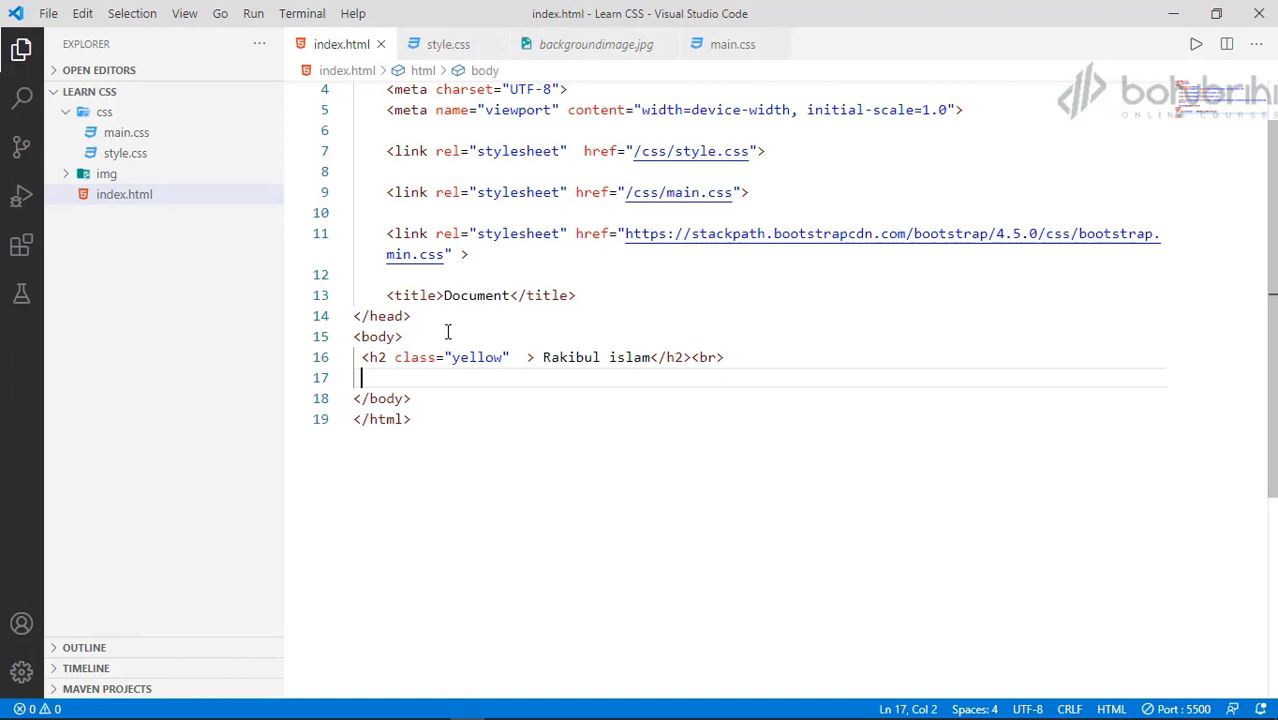 File Edit Selection View Go Run Terminal Help index.html - Learn CSS - Visual Studio Code
EXPLORER
index.html style.css backgroundimage.jpg main.css
OPEN EDITORS
LEARN CSS
css
main.css
style.css
img
index.html
index.html > html > body
4 <meta charset="UTF-8">
5 <meta name="viewport" content="width=device-width, initial-scale=1.0">
6
7 <link rel="stylesheet"  href="/css/style.css">
8
9 <link rel="stylesheet" href="/css/main.css">
10
11 <link rel="stylesheet" href="https://stackpath.bootstrapcdn.com/bootstrap/4.5.0/css/bootstrap.
min.css" >
12
13 <title>Document</title>
14 </head>
15 <body>
16 <h2 class="yellow"  > Rakibul islam</h2><br>
17
18 </body>
19 </html>
ONLINE COURSES
OUTLINE
TIMELINE
MAVEN PROJECTS
0 0 Ln 17, Col 2 Spaces: 4 UTF-8 CRLF HTML Port : 5500